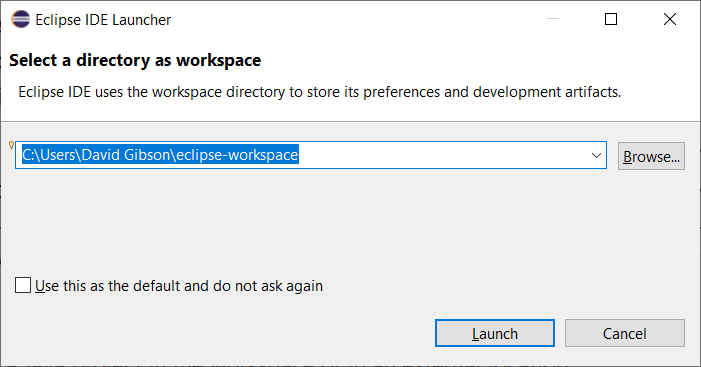 Eclipse IDE Launcher
Select a directory as workspace
Eclipse IDE uses the workspace directory to store its preferences and development artifacts.
C:\Users\David Gibson\eclipse-workspace
Browse...
Use this as the default and do not ask again
Launch
Cancel